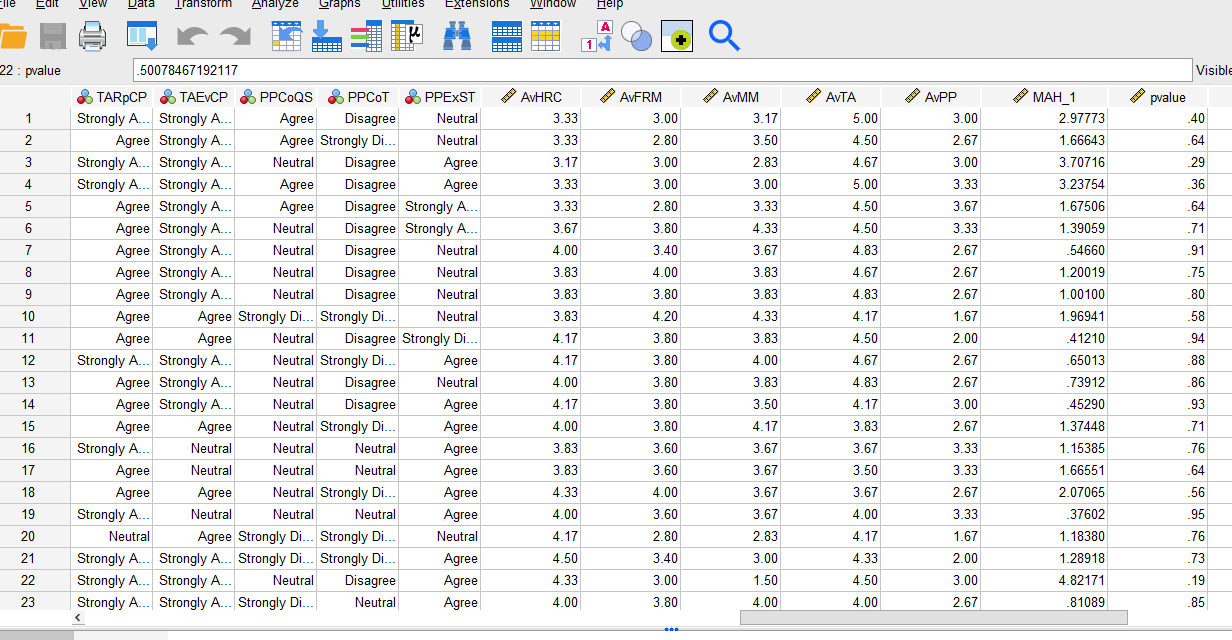 File Edit View Data Transform Analyze Graphs Utilities Extensions Window Help
A
1
μ
22 : pvalue .50078467192117 Visible
TARpCP TAEvCP PPCoQS PPCoT PPExST AvHRC AvFRM AvMM AvTA AvPP MAH_1 pvalue
1 Strongly A... Strongly A... Agree Disagree Neutral 3.33 3.00 3.17 5.00 3.00 2.97773 .40
2 Agree Strongly A... Agree Strongly Di... Neutral 3.33 2.80 3.50 4.50 2.67 1.66643 .64
3 Strongly A... Strongly A... Neutral Disagree Agree 3.17 3.00 2.83 4.67 3.00 3.70716 .29
4 Strongly A... Strongly A... Agree Disagree Agree 3.33 3.00 3.00 5.00 3.33 3.23754 .36
5 Agree Strongly A... Agree Disagree Strongly A... 3.33 2.80 3.33 4.50 3.67 1.67506 .64
6 Agree Strongly A... Neutral Disagree Strongly A... 3.67 3.80 4.33 4.50 3.33 1.39059 .71
7 Agree Strongly A... Neutral Disagree Neutral 4.00 3.40 3.67 4.83 2.67 .54660 .91
8 Agree Strongly A... Neutral Disagree Neutral 3.83 4.00 3.83 4.67 2.67 1.20019 .75
9 Agree Strongly A... Neutral Disagree Neutral 3.83 3.80 3.83 4.83 2.67 1.00100 .80
10 Agree Agree Strongly Di... Strongly Di... Neutral 3.83 4.20 4.33 4.17 1.67 1.96941 .58
11 Agree Agree Neutral Disagree Strongly Di... 4.17 3.80 3.83 4.50 2.00 .41210 .94
12 Strongly A... Strongly A... Neutral Strongly Di... Agree 4.17 3.80 4.00 4.67 2.67 .65013 .88
13 Agree Strongly A... Neutral Disagree Neutral 4.00 3.80 3.83 4.83 2.67 .73912 .86
14 Agree Strongly A... Neutral Disagree Agree 4.17 3.80 3.50 4.17 3.00 .45290 .93
15 Agree Agree Neutral Strongly Di... Agree 4.00 3.80 4.17 3.83 2.67 1.37448 .71
16 Strongly A... Neutral Neutral Neutral Agree 3.83 3.60 3.67 3.67 3.33 1.15385 .76
17 Agree Neutral Neutral Neutral Agree 3.83 3.60 3.67 3.50 3.33 1.66551 .64
18 Agree Agree Neutral Strongly Di... Agree 4.33 4.00 3.67 3.67 2.67 2.07065 .56
19 Strongly A... Neutral Neutral Neutral Agree 4.00 3.60 3.67 4.00 3.33 .37602 .95
20 Neutral Agree Strongly Di... Strongly Di... Neutral 4.17 2.80 2.83 4.17 1.67 1.18380 .76
21 Strongly A... Strongly A... Strongly Di... Strongly Di... Agree 4.50 3.40 3.00 4.33 2.00 1.28918 .73
22 Strongly A... Strongly A... Neutral Disagree Agree 4.33 3.00 1.50 4.50 3.00 4.82171 .19
23 Strongly A... Strongly A... Strongly Di... Neutral Agree 4.00 3.80 4.00 4.00 2.67 .81089 .85